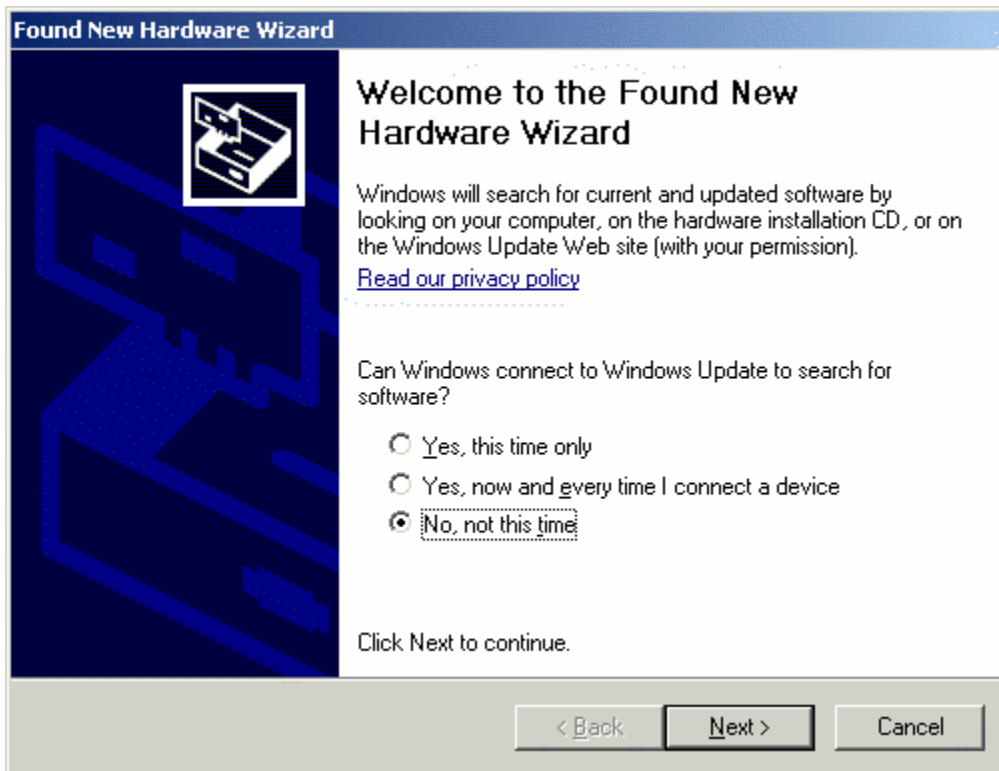 Found New Hardware Wizard
Welcome to the Found New
Hardware Wizard
Windows will search for current and updated software by
looking on your computer, on the hardware installation CD, or on
the Windows Update Web site (with your permission).
Read our privacy policy
Can Windows connect to Windows Update to search for
software?
Yes, this time only
Yes, now and every time I connect a device
No, not this time
Click Next to continue.
< Back
Next >
Cancel